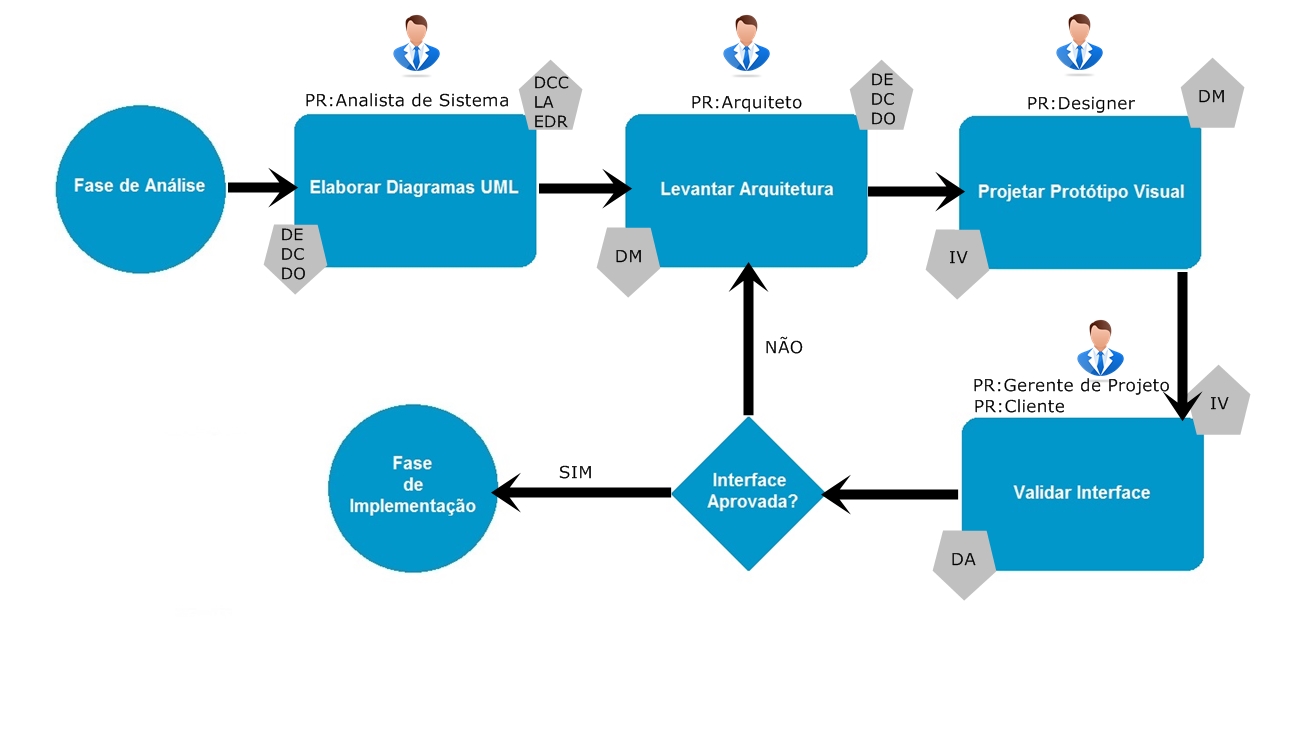 PR:Analista de Sistema
DCC
LA
EDR
PR:Arquiteto
DE
DC
DO
PR:Designer
DM
Fase de Análise
Elaborar Diagramas UML
DE
DC
DO
Levantar Arquitetura
DM
Projetar Protótipo Visual
IV
NÃO
PR:Gerente de Projeto
PR:Cliente
IV
Validar Interface
DA
Interface
Aprovada?
SIM
Fase
de
Implementação